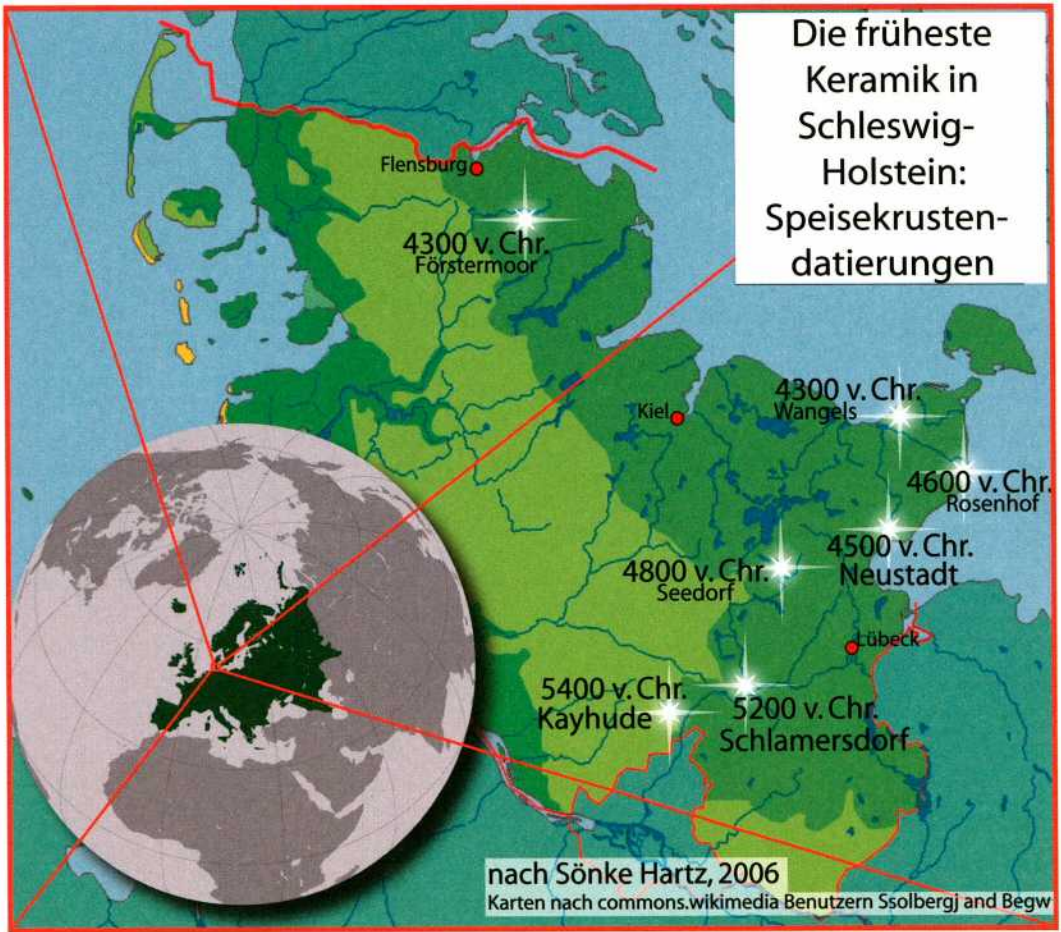 Die früheste
Keramik in
Schleswig-
Holstein:
Speisekrusten-
datierungen
Flensburg
4300 v. Chr.
Förstermoor
4300 v. Chr.
Wangels
Kiel
4600 v. Chr.
Rosenhof
4500 v. Chr.
Neustadt
4800 v. Chr.
Seedorf
Lübeck
5400 v. Chr.
Kayhude
5200 v. Chr.
Schlamersdorf
nach Sönke Hartz, 2006
Karten nach commons.wikimedia Benutzern Ssolbergj and Begw